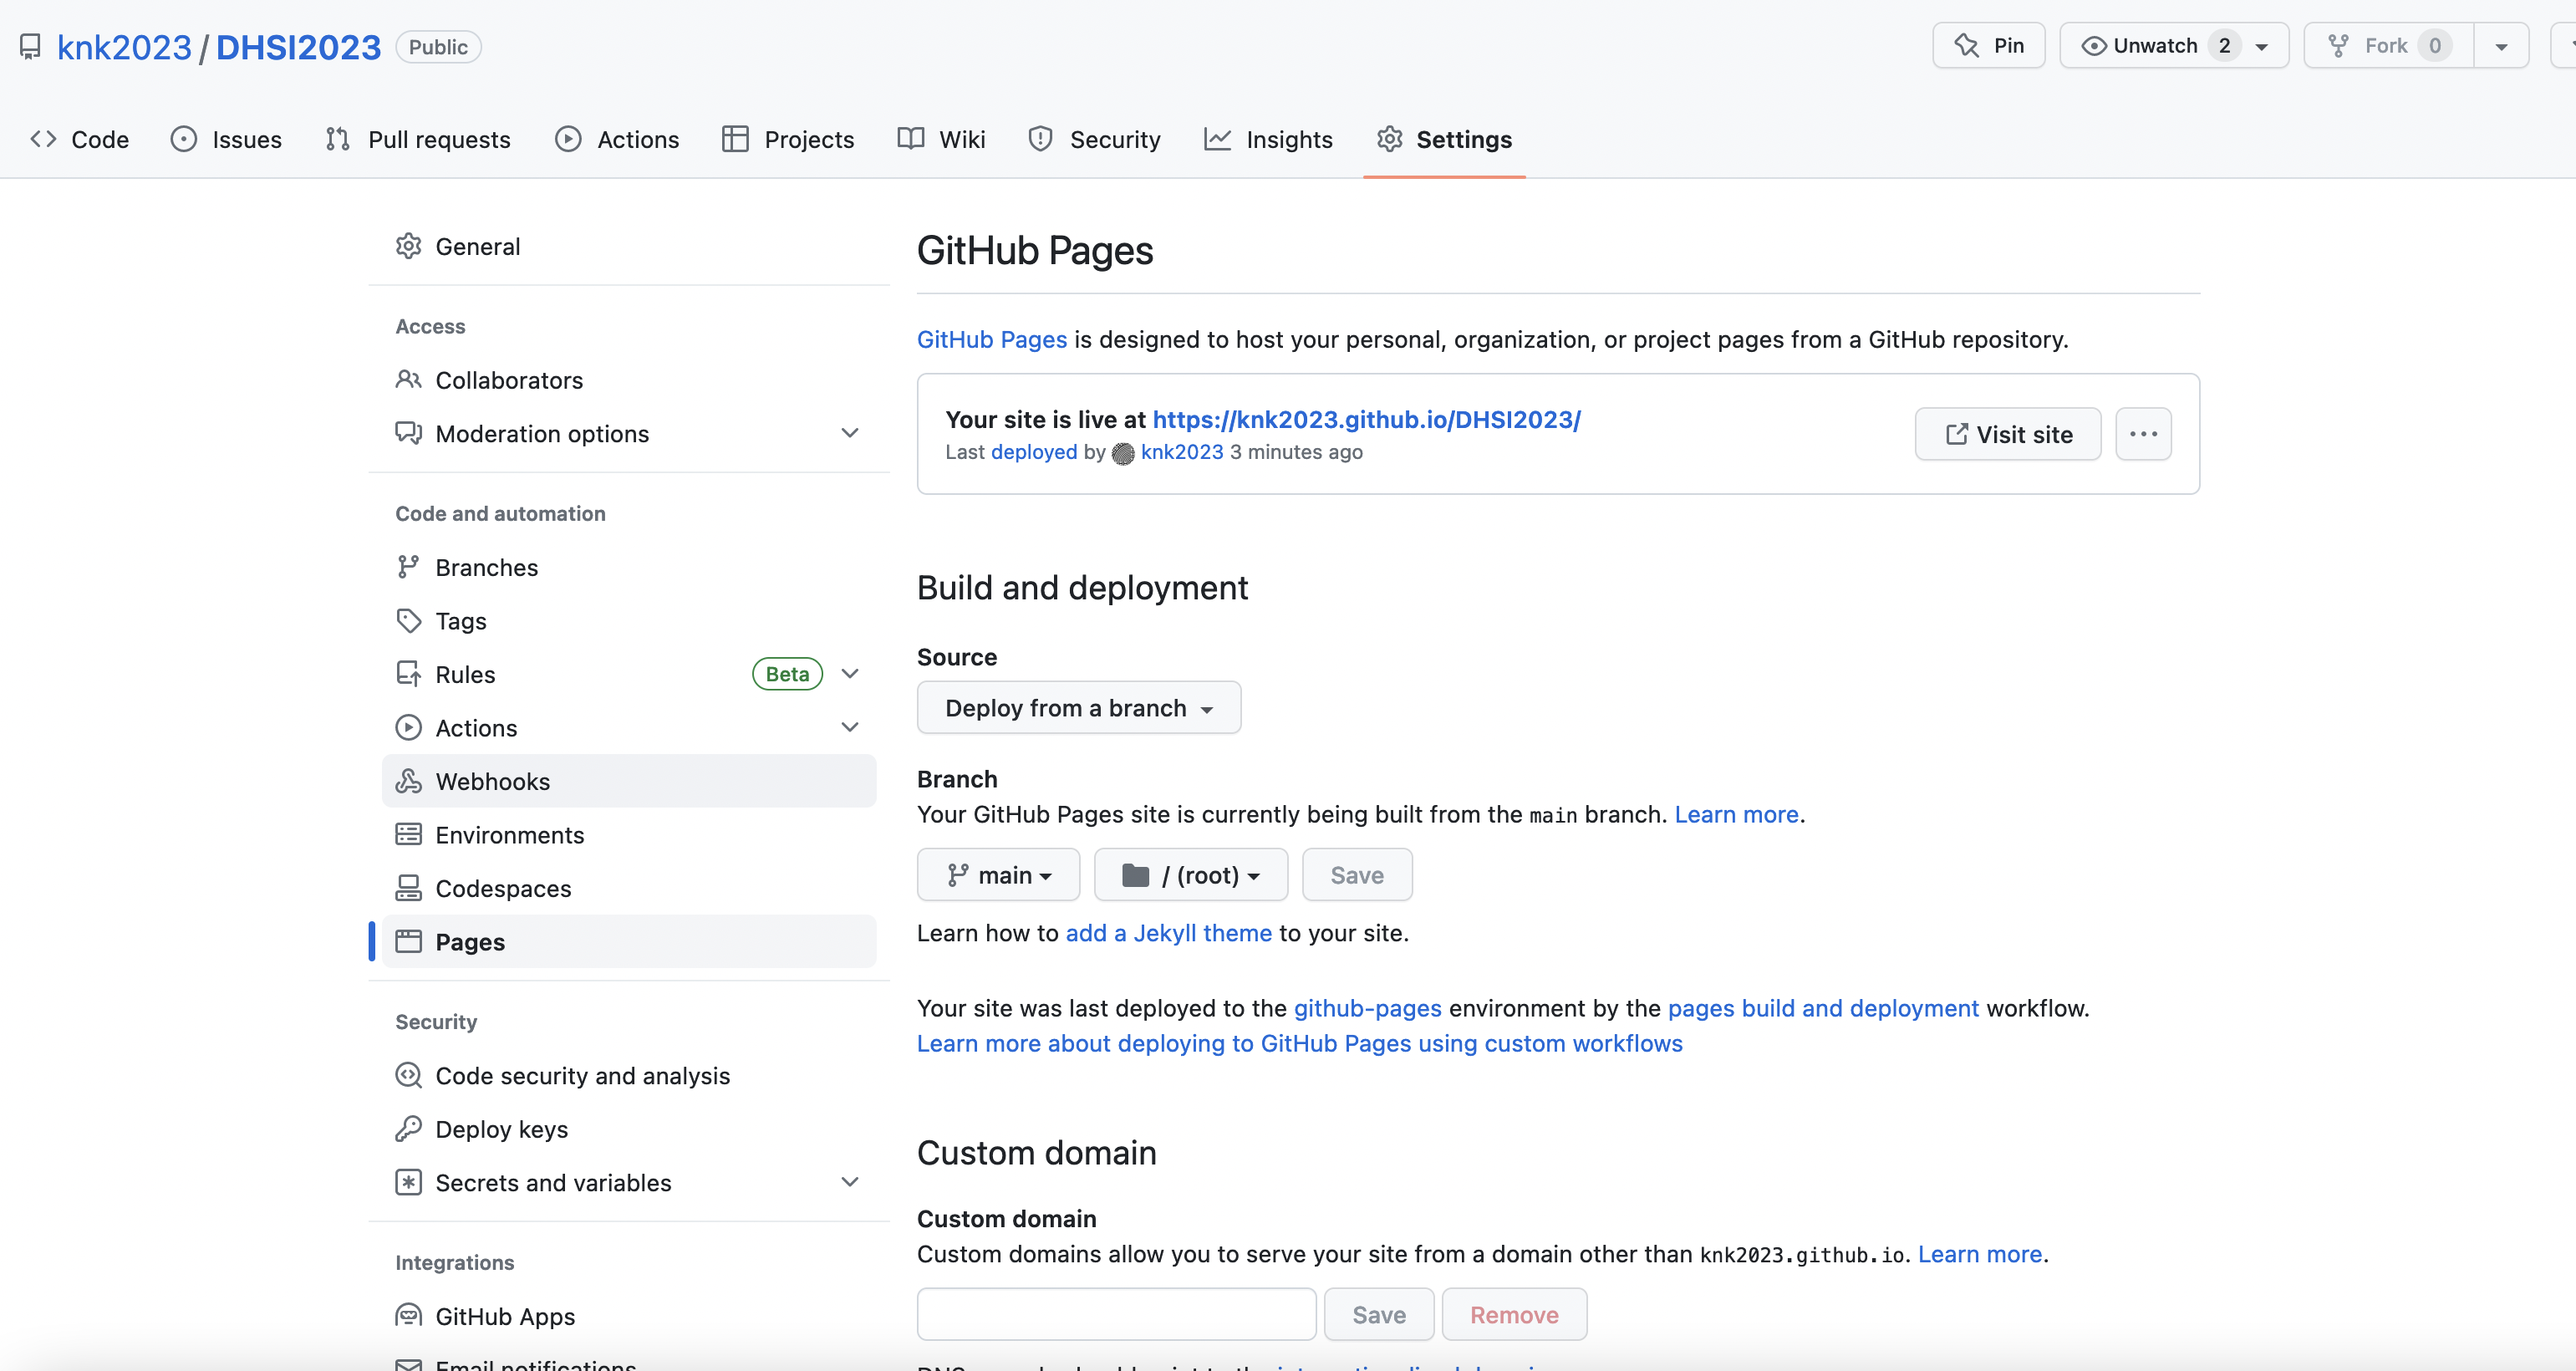 knk2023/DHSI2023 Public
Pin Unwatch 2 Fork 0
Code Issues Pull requests Actions Projects Wiki Security Insights Settings
General
Access
Collaborators
Moderation options
Code and automation
Branches
Tags
Rules Beta
Actions
Webhooks
Environments
Codespaces
Pages
Security
Code security and analysis
Deploy keys
Secrets and variables
Integrations
GitHub Apps
Email notifications
GitHub Pages
GitHub Pages is designed to host your personal, organization, or project pages from a GitHub repository.
Your site is live at https://knk2023.github.io/DHSI2023/
Last deployed by knk2023 3 minutes ago
Visit site
Build and deployment
Source
Deploy from a branch
Branch
Your GitHub Pages site is currently being built from the main branch. Learn more.
main / (root) Save
Learn how to add a Jekyll theme to your site.
Your site was last deployed to the github-pages environment by the pages build and deployment workflow.
Learn more about deploying to GitHub Pages using custom workflows
Custom domain
Custom domain
Custom domains allow you to serve your site from a domain other than knk2023.github.io. Learn more.
Save Remove